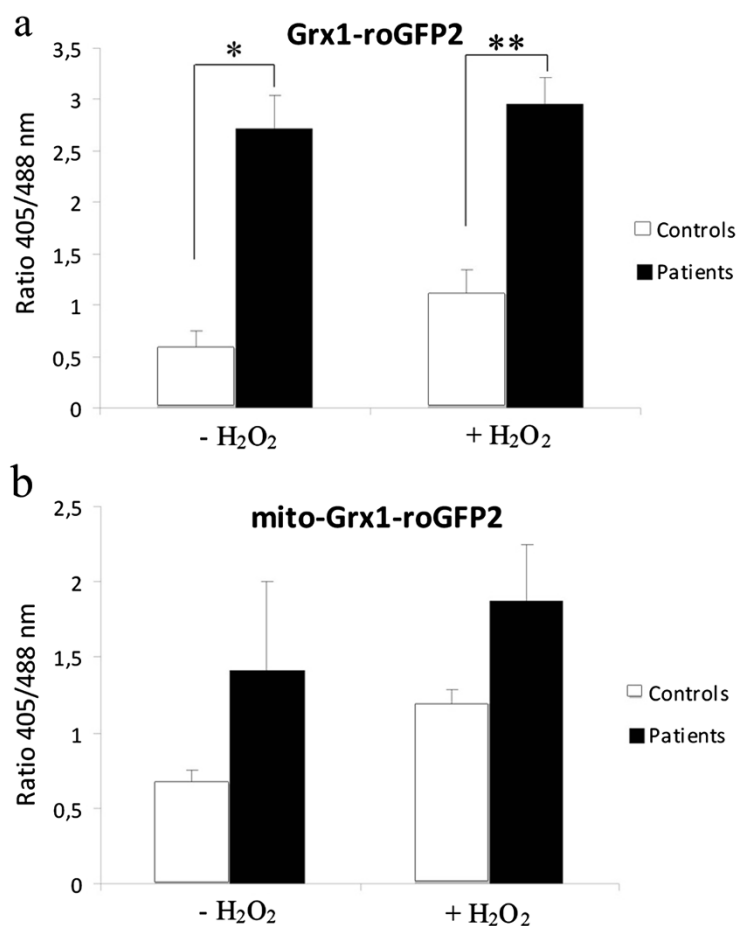 a
Grx1-roGFP2
* **
3,5
3
2,5
2
1,5
1
0,5
0
Ratio 405/488 nm
Controls
Patients
- H₂O₂ + H₂O₂
b
mito-Grx1-roGFP2
2,5
2
1,5
1
0,5
0
Ratio 405/488 nm
Controls
Patients
- H₂O₂ + H₂O₂